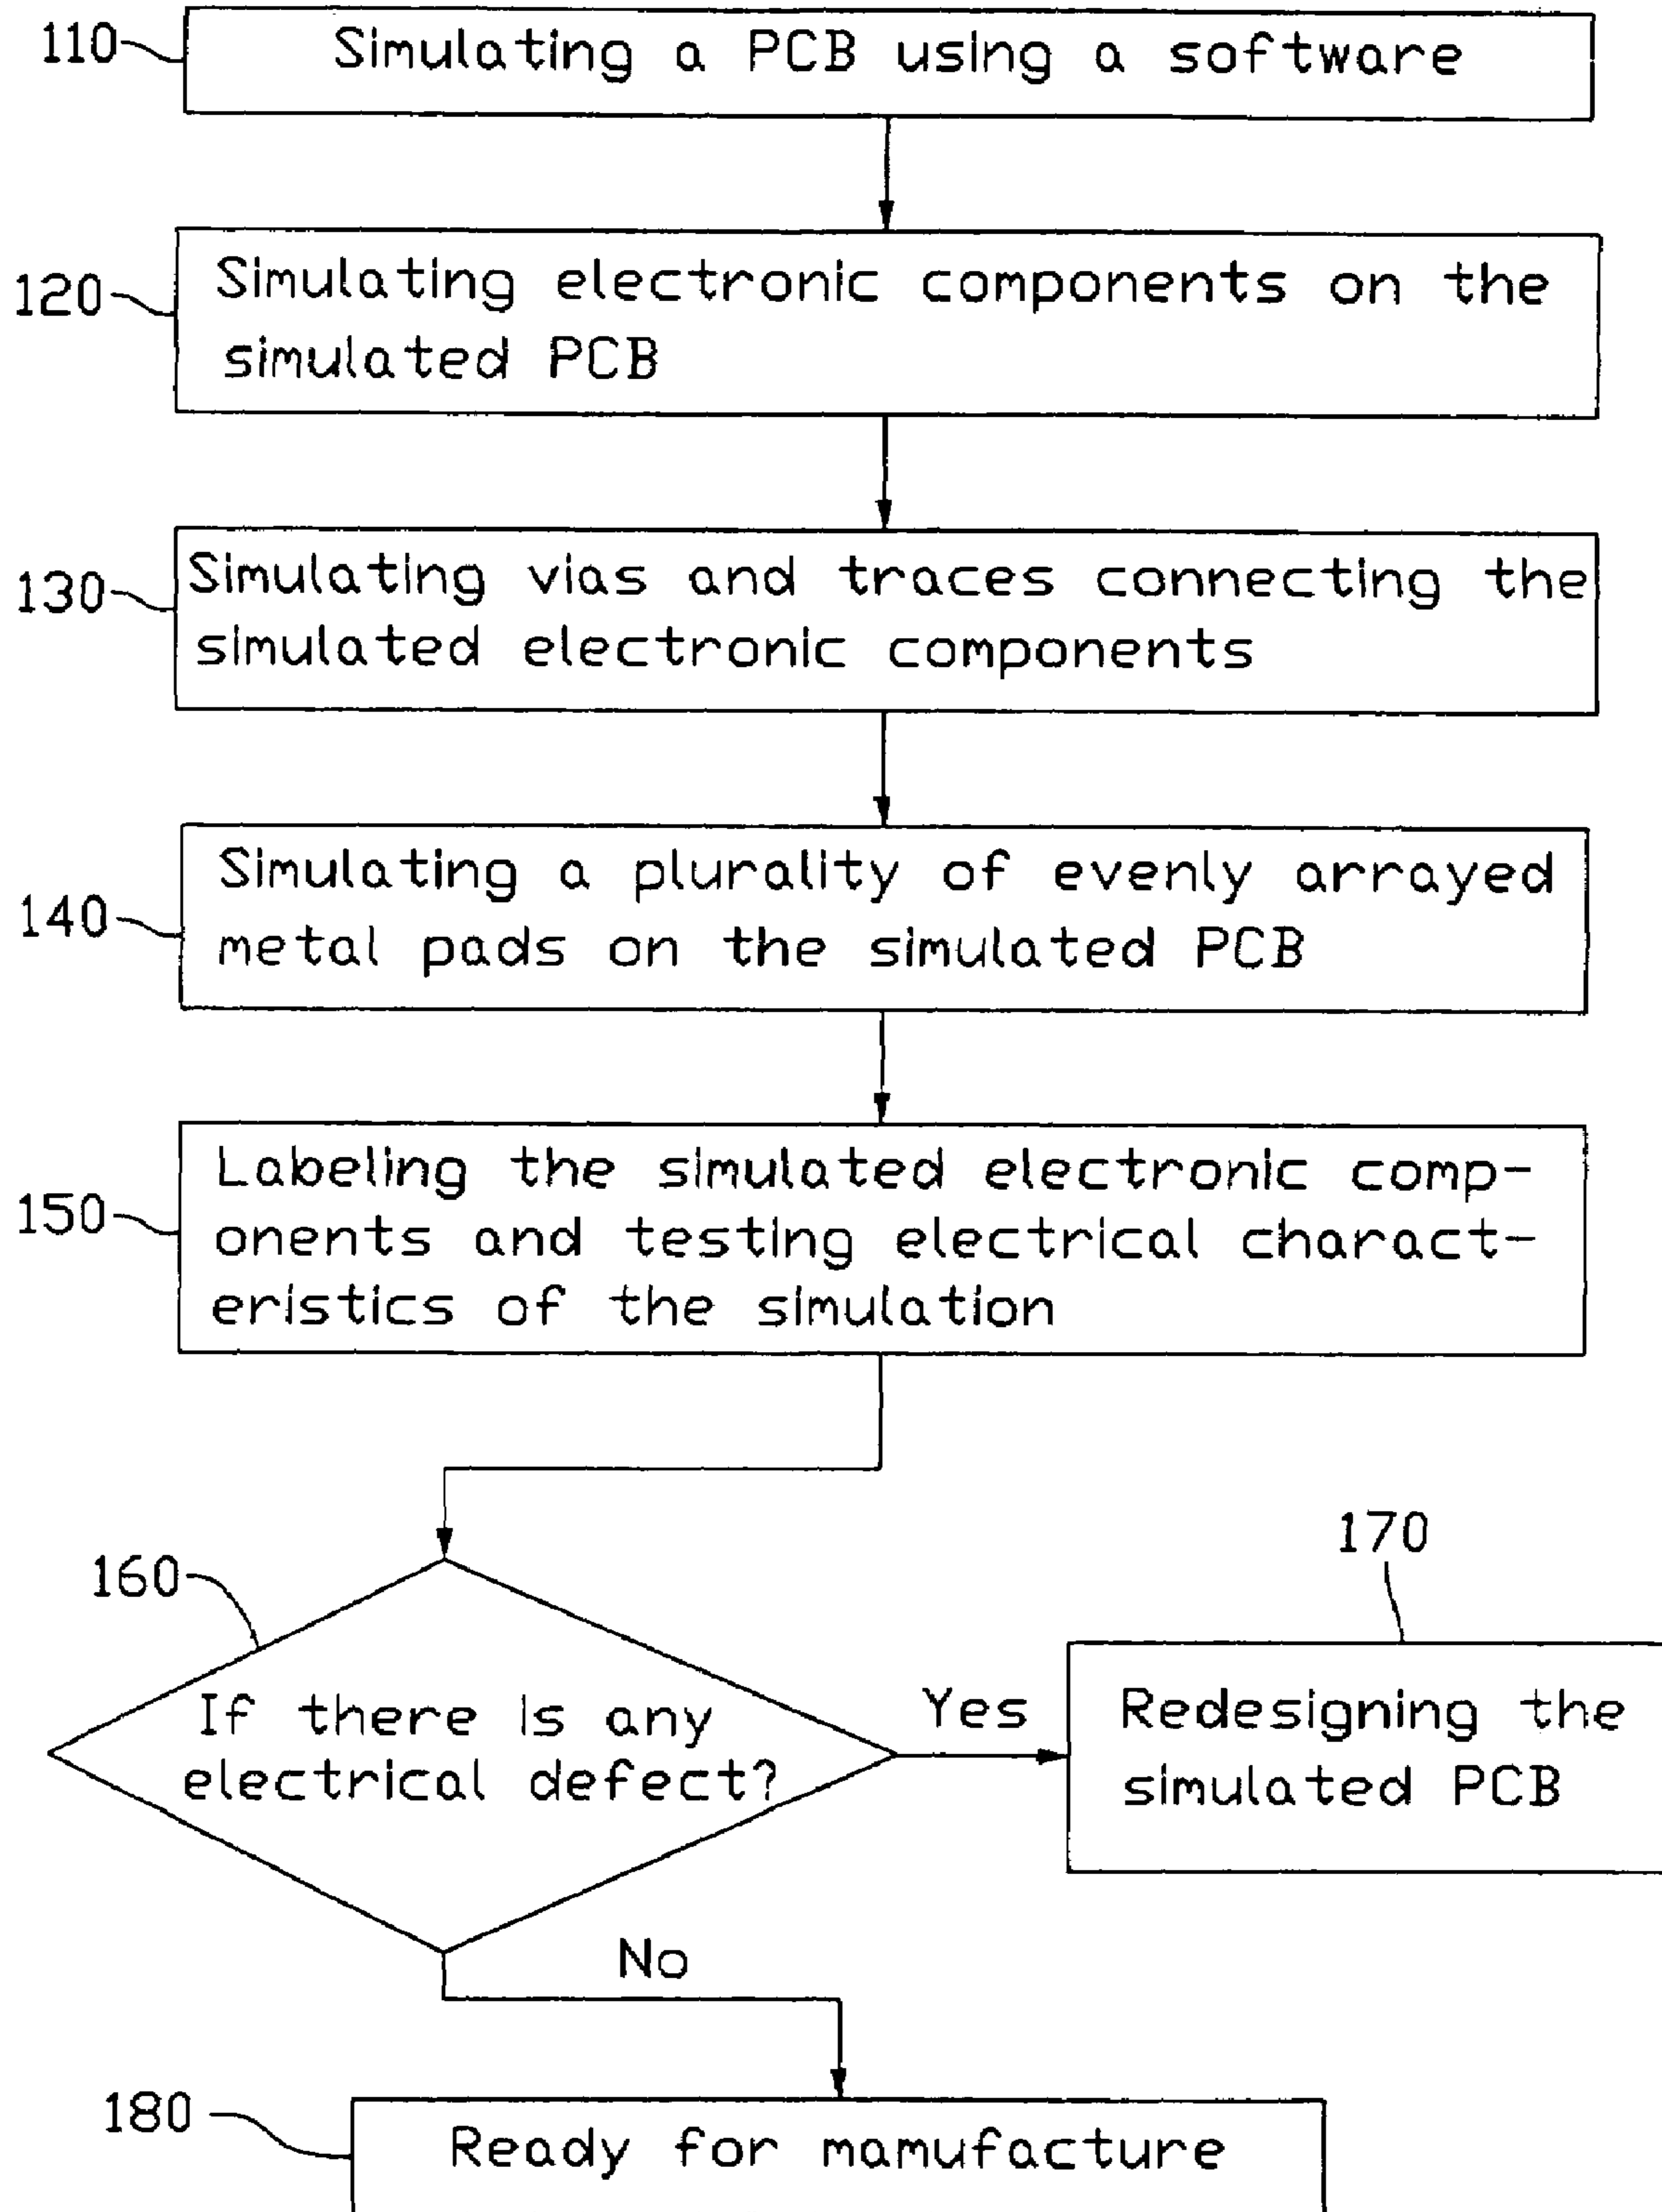 110
Simulating a PCB using a software
120
Simulating electronic components on the
simulated PCB
130
Simulating vias and traces connecting the
simulated electronic components
140
Simulating a plurality of evenly arrayed
metal pads on the simulated PCB
150
Labeling the simulated electronic comp-
onents and testing electrical charact-
eristics of the simulation
160
If there is any
electrical defect?
Yes
170
Redesigning the
simulated PCB
No
180
Ready for mamufacture